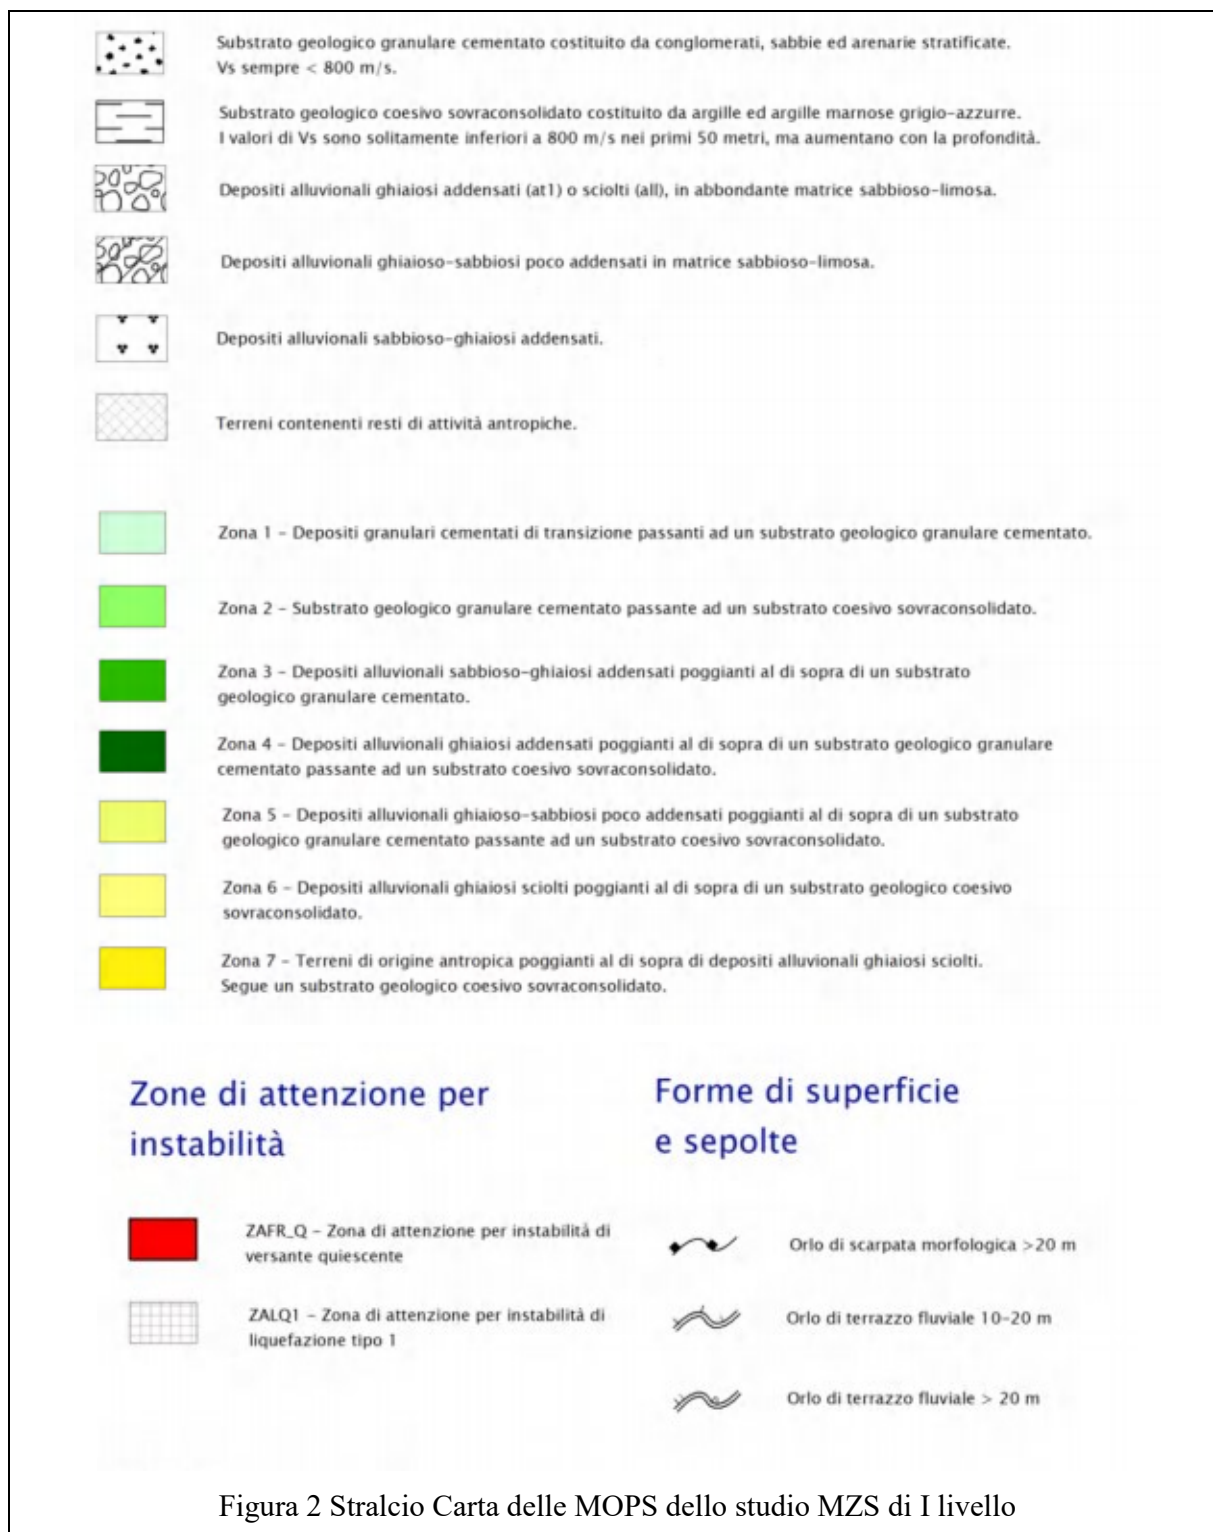 Substrato geologico granulare cementato costituito da conglomerati, sabbie ed arenarie stratificate.
Vs sempre < 800 m/s.
Substrato geologico coesivo sovraconsolidato costituito da argille ed argille marnose grigio-azzurre.
I valori di Vs sono solitamente inferiori a 800 m/s nei primi 50 metri, ma aumentano con la profondità.
Depositi alluvionali ghiaiosi addensati (at1) o sciolti (all), in abbondante matrice sabbioso-limosa.
Depositi alluvionali ghiaioso-sabbiosi poco addensati in matrice sabbioso-limosa.
Depositi alluvionali sabbioso-ghiaiosi addensati.
Terreni contenenti resti di attività antropiche.
Zona 1 - Depositi granulari cementati di transizione passanti ad un substrato geologico granulare cementato.
Zona 2 - Substrato geologico granulare cementato passante ad un substrato coesivo sovraconsolidato.
Zona 3 - Depositi alluvionali sabbioso-ghiaiosi addensati poggianti al di sopra di un substrato
geologico granulare cementato.
Zona 4 - Depositi alluvionali ghiaiosi addensati poggianti al di sopra di un substrato geologico granulare
cementato passante ad un substrato coesivo sovraconsolidato.
Zona 5 - Depositi alluvionali ghiaioso-sabbiosi poco addensati poggianti al di sopra di un substrato
geologico granulare cementato passante ad un substrato coesivo sovraconsolidato.
Zona 6 - Depositi alluvionali ghiaiosi sciolti poggianti al di sopra di un substrato geologico coesivo
sovraconsolidato.
Zona 7 - Terreni di origine antropica poggianti al di sopra di depositi alluvionali ghiaiosi sciolti.
Segue un substrato geologico coesivo sovraconsolidato.
Zone di attenzione per
instabilità
ZAFR_Q - Zona di attenzione per instabilità di
versante quiescente
ZALQ1 - Zona di attenzione per instabilità di
liquefazione tipo 1
Forme di superficie
e sepolte
Orlo di scarpata morfologica >20 m
Orlo di terrazzo fluviale 10-20 m
Orlo di terrazzo fluviale > 20 m
Figura 2 Stralcio Carta delle MOPS dello studio MZS di I livello